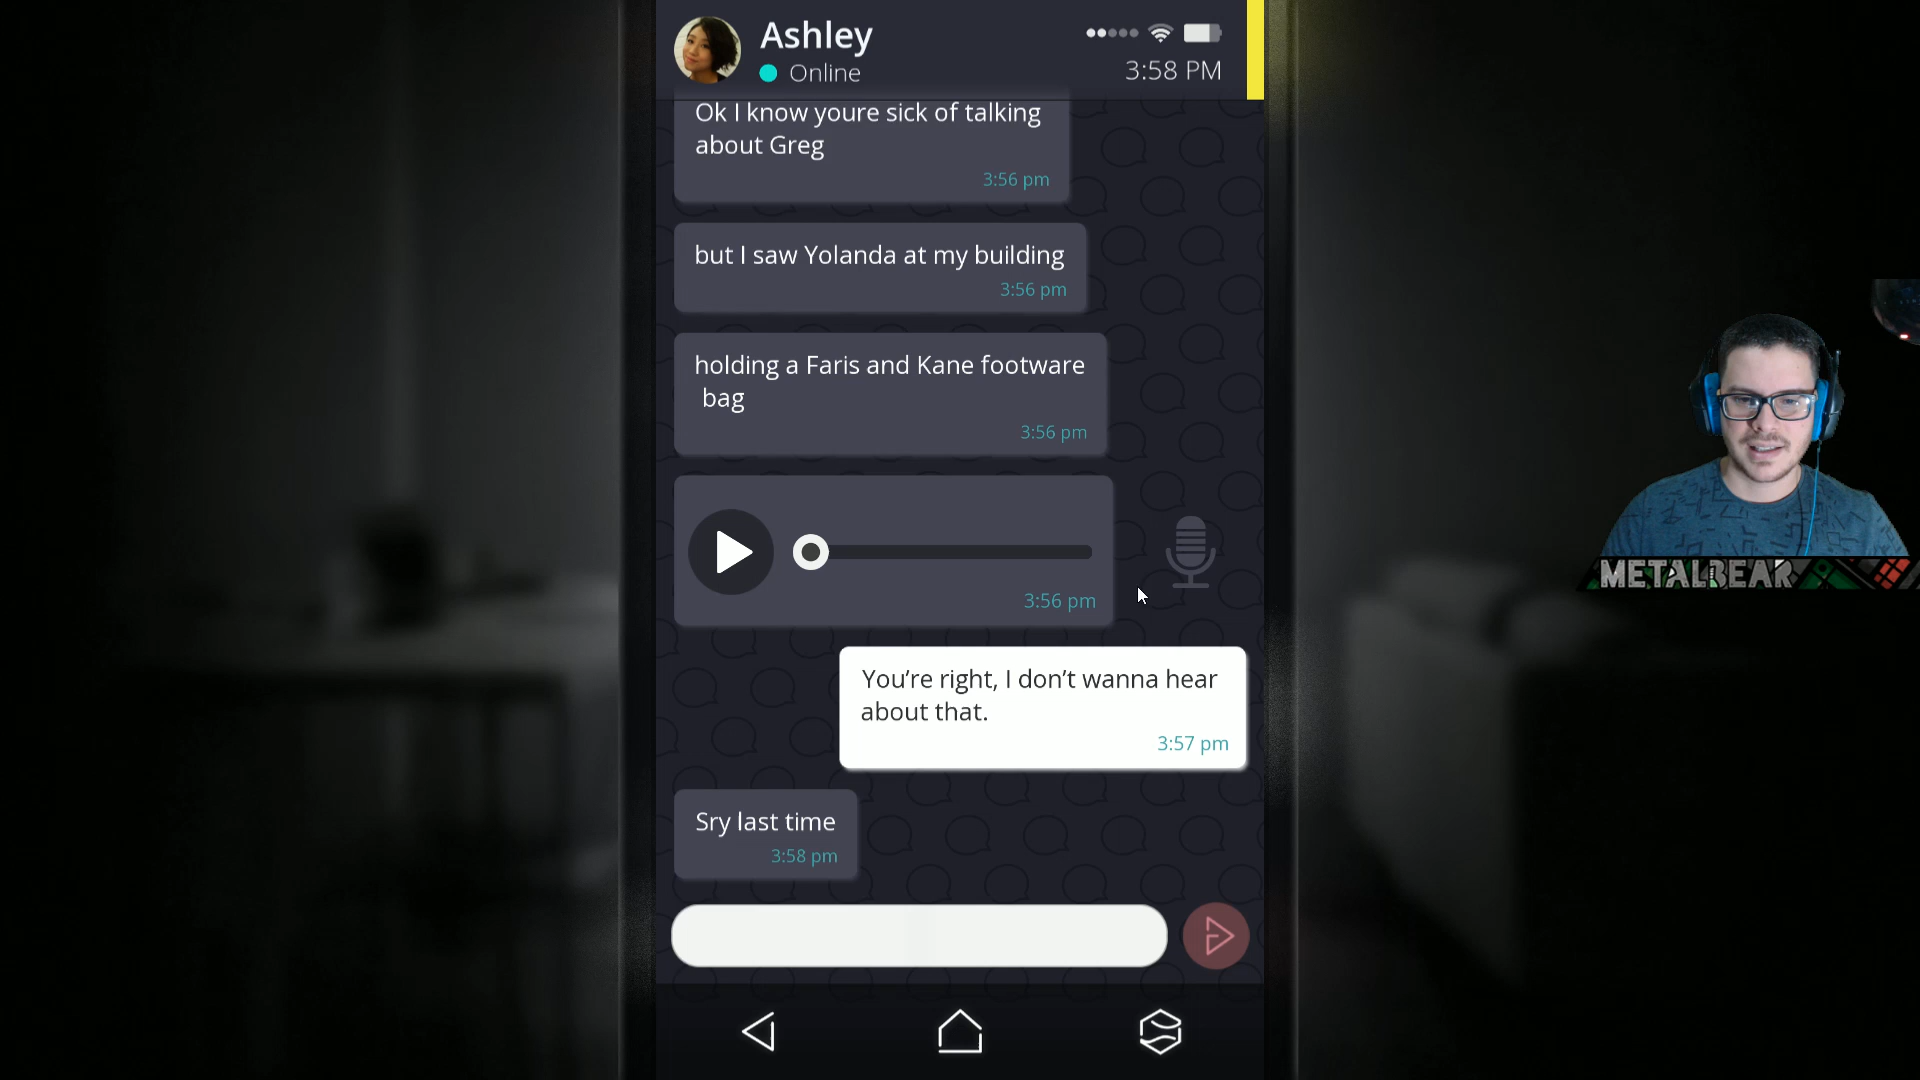 Ashley
Online
3:58 PM
Ok I know youre sick of talking
about Greg
3:56 pm
but I saw Yolanda at my building
3:56 pm
holding a Faris and Kane footware
bag
3:56 pm
3:56 pm
You’re right, I don’t wanna hear
about that.
3:57 pm
Sry last time
3:58 pm
METALBEAR